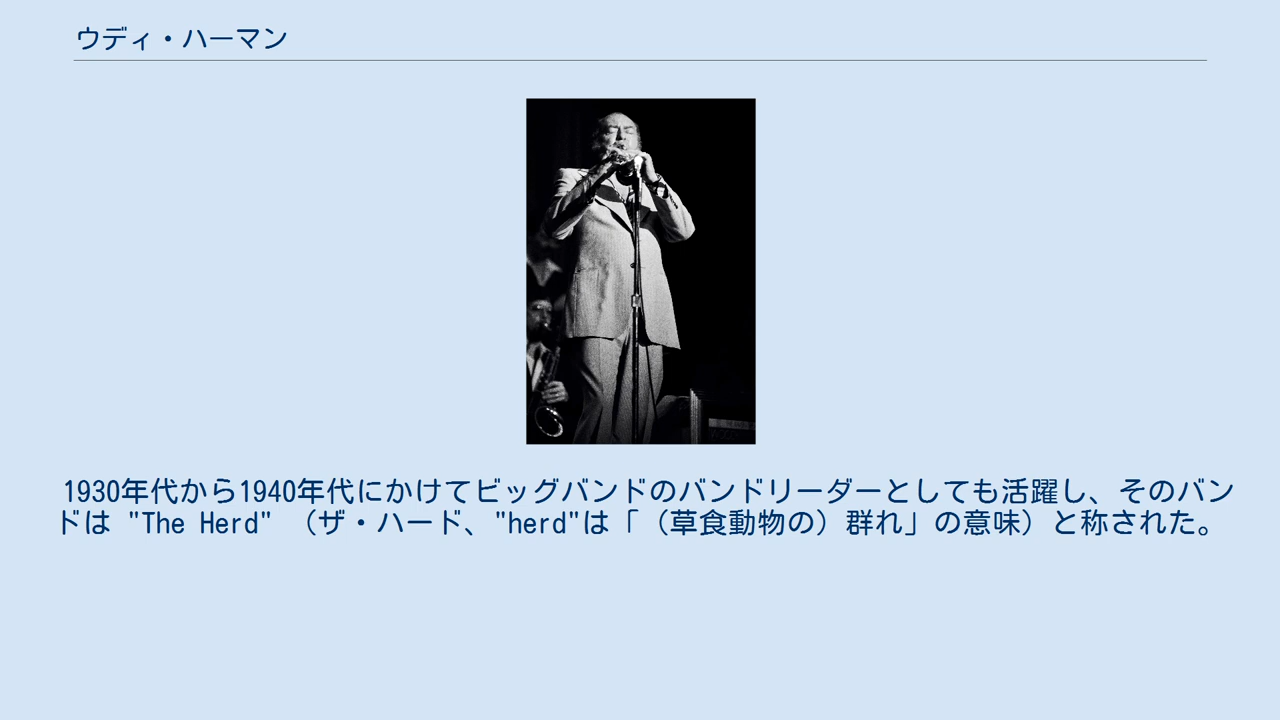 ウディ・ハーマン
1930年代から1940年代にかけてビッグバンドのバンドリーダーとしても活躍し、そのバン
ドは "The Herd" （ザ・ハード、"herd"は「（草食動物の）群れ」の意味）と称された。